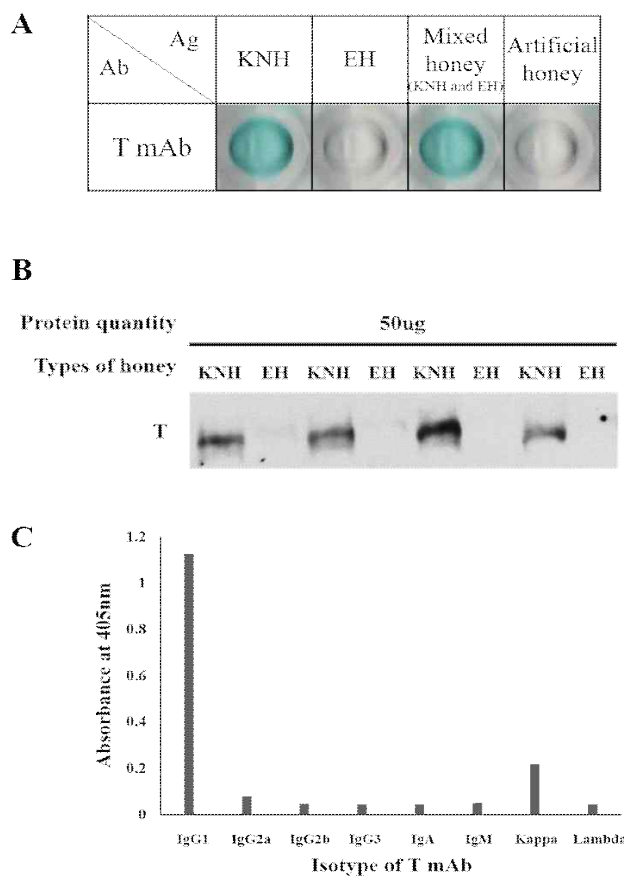 A
Ag
Ab
KNH
EH
Mixed
honey
(KNH and EH)
Artificial
honey
T mAb
B
Protein quantity
50ug
Types of honey
KNH EH KNH EH KNH EH KNH EH
T
C
1.2
1
0.8
0.6
0.4
0.2
0
Absorbance at 405nm
IgG1 IgG2a IgG2b IgG3 IgA IgM Kappa Lambda
Isotype of T mAb